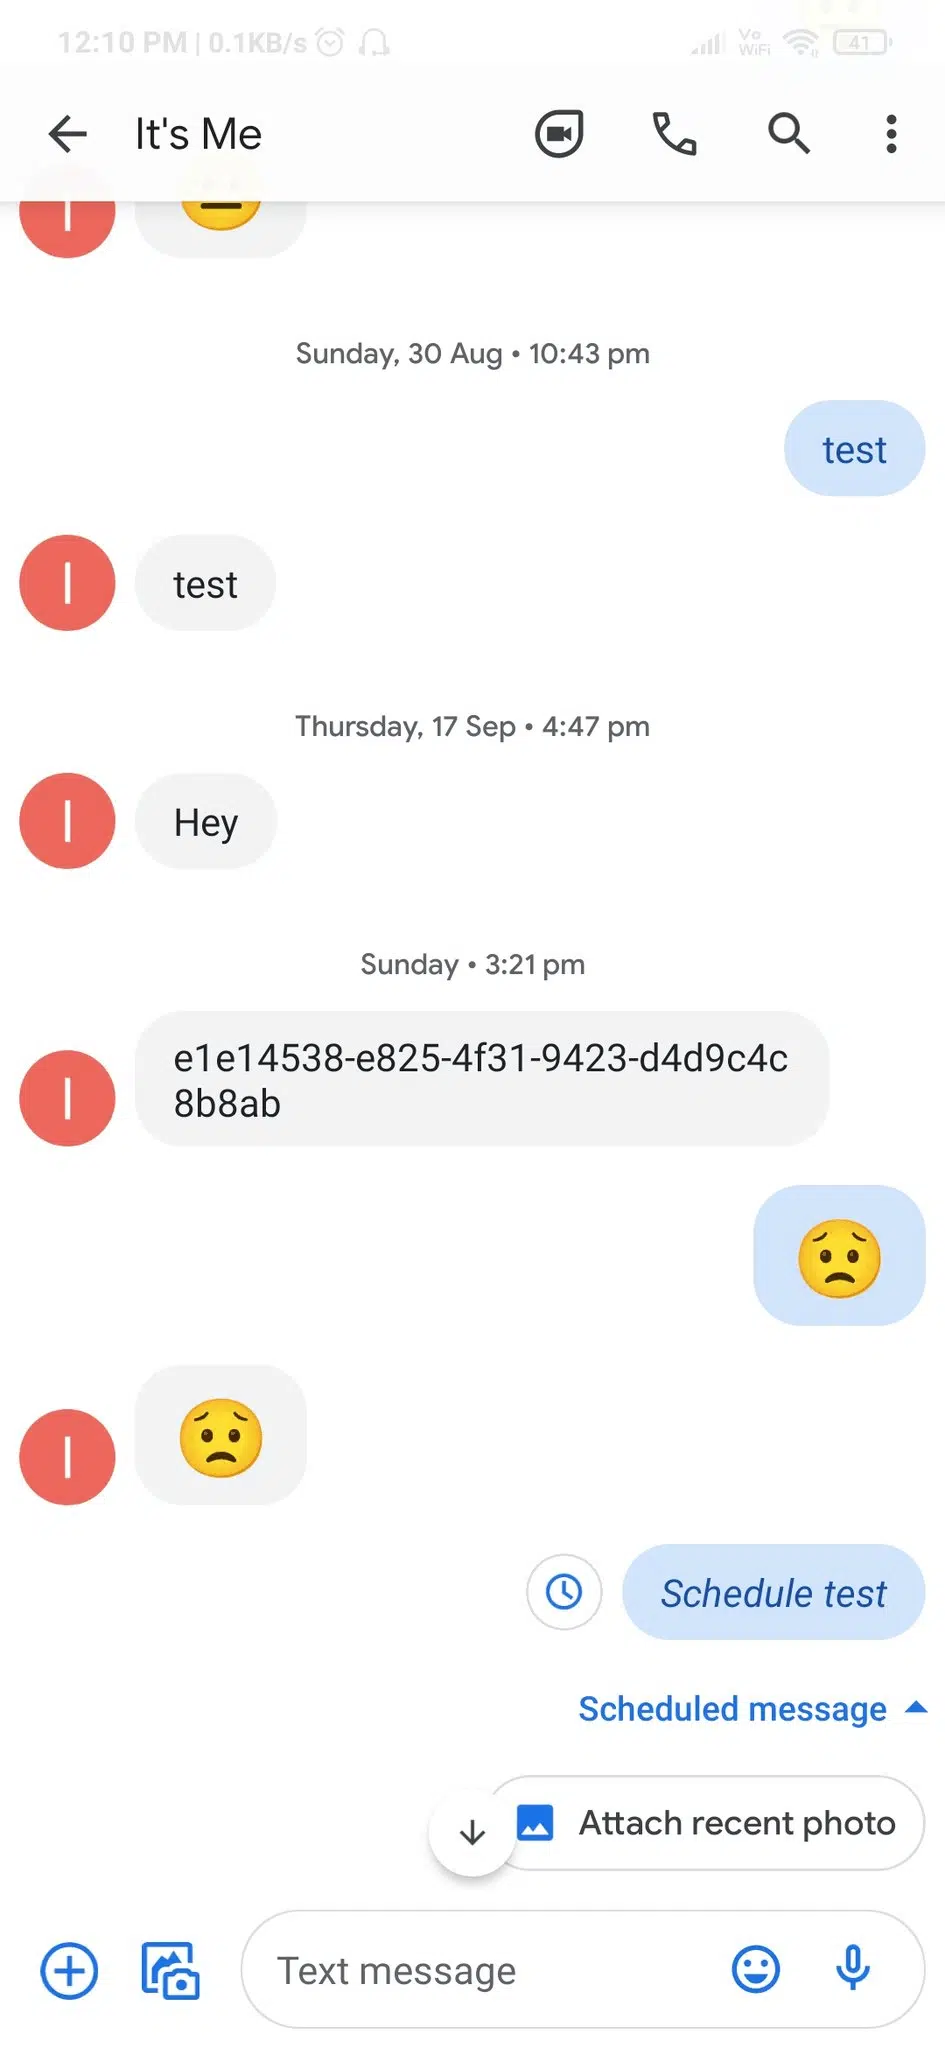 12:10 PM | 0.1KB/s Vo WiFi 41
It's Me
I
Sunday, 30 Aug • 10:43 pm
test
I test
Thursday, 17 Sep • 4:47 pm
I Hey
Sunday • 3:21 pm
e1e14538-e825-4f31-9423-d4d9c4c
I 8b8ab
😟
I 😟
Schedule test
Scheduled message
Attach recent photo
Text message